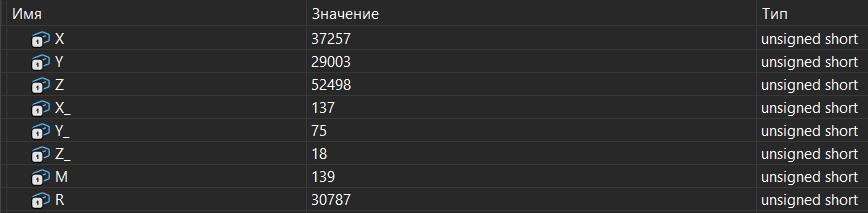 Имя Значение Тип
X 37257 unsigned short
Y 29003 unsigned short
Z 52498 unsigned short
X_ 137 unsigned short
Y_ 75 unsigned short
Z_ 18 unsigned short
M 139 unsigned short
R 30787 unsigned short